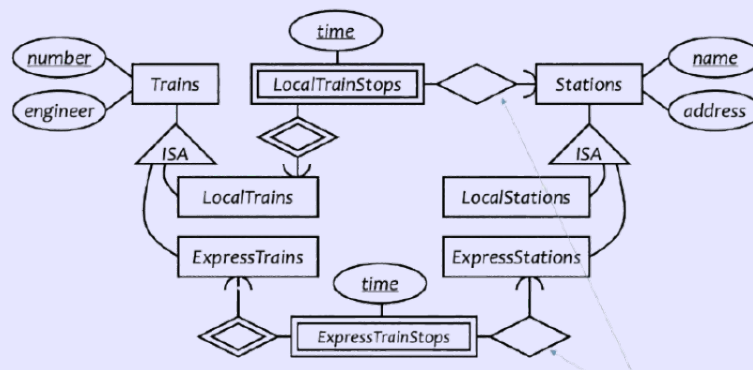 time
number
Trains
LocalTrainStops
Stations
name
engineer
address
ISA
ISA
LocalTrains
LocalStations
ExpressTrains
ExpressStations
time
ExpressTrainStops